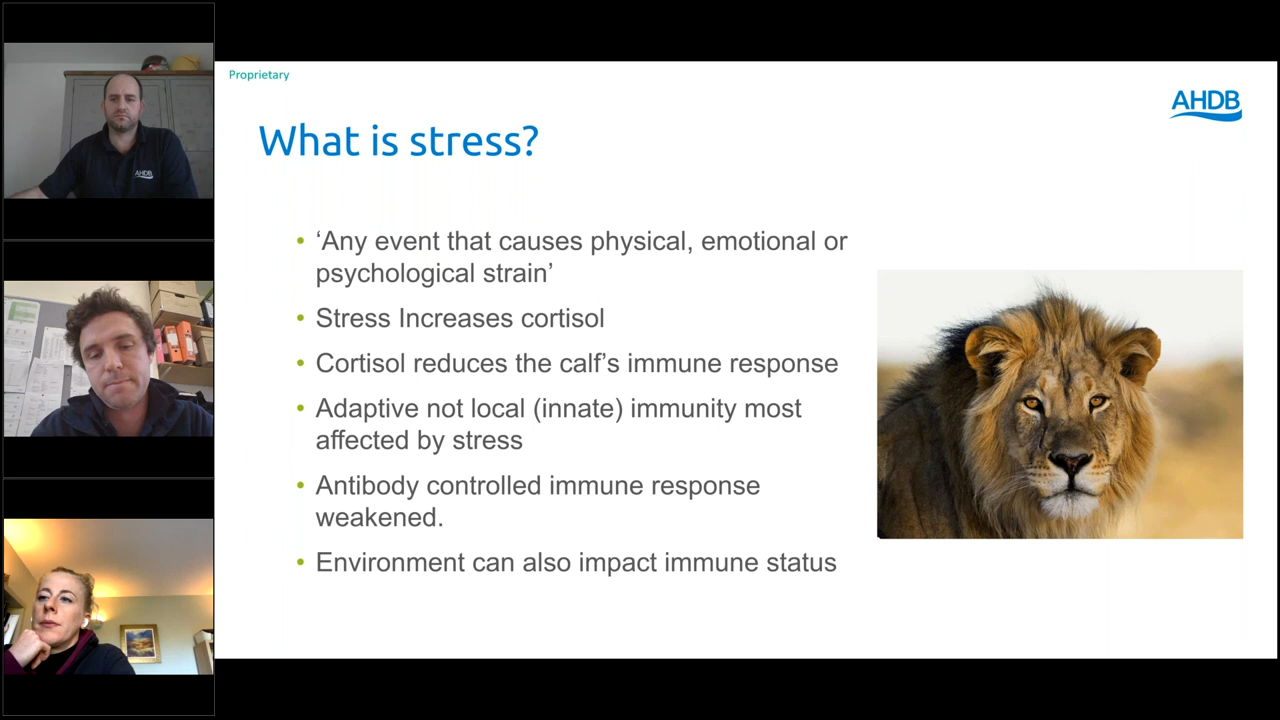 Proprietary
AHDB
What is stress?
• ‘Any event that causes physical, emotional or
psychological strain’
• Stress Increases cortisol
• Cortisol reduces the calf’s immune response
• Adaptive not local (innate) immunity most
affected by stress
• Antibody controlled immune response
weakened.
• Environment can also impact immune status
AHDB